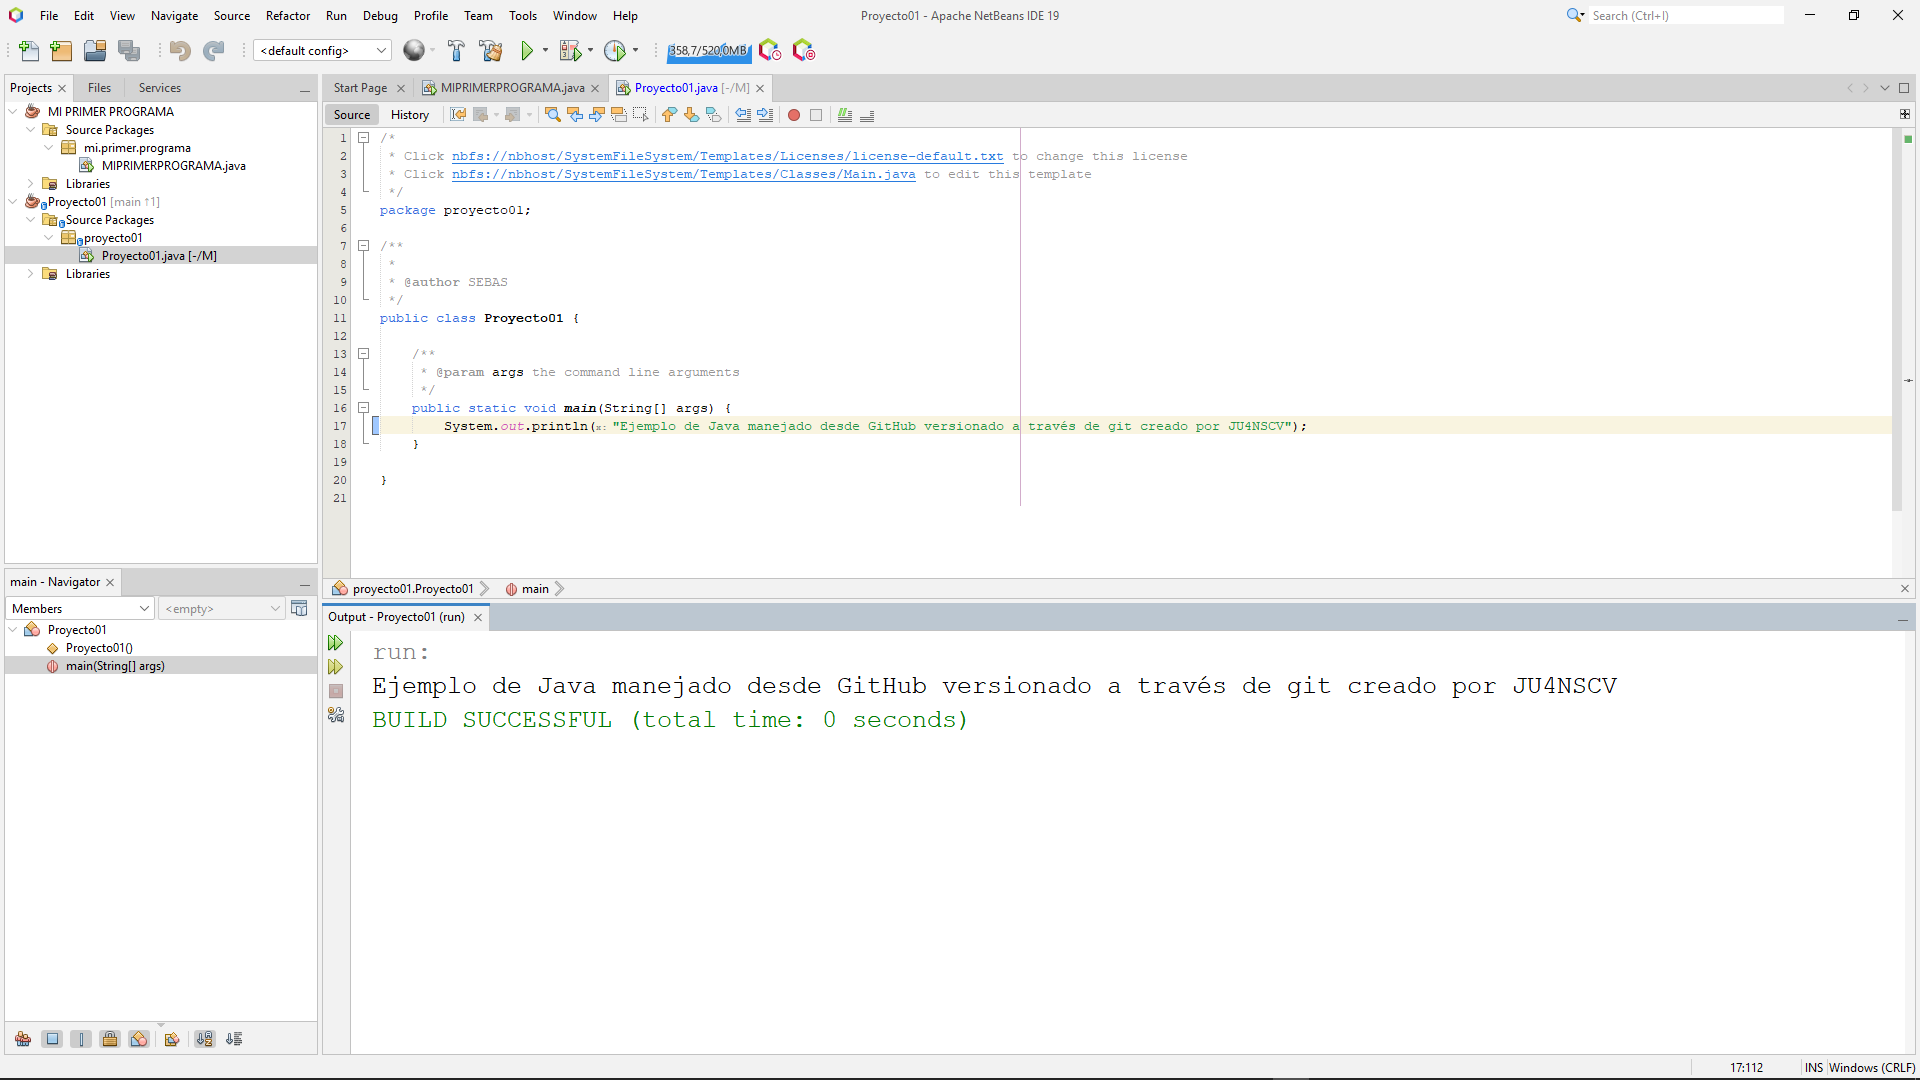 File Edit View Navigate Source Refactor Run Debug Profile Team Tools Window Help
Proyecto01 - Apache NetBeans IDE 19
Search (Ctrl+I)
<default config>
358,7/520,0MB
Projects Files Services
MI PRIMER PROGRAMA
Source Packages
mi.primer.programa
MIPRIMERPROGRAMA.java
Libraries
Proyecto01 [main ↑1]
Source Packages
proyecto01
Proyecto01.java [-/M]
Libraries
Start Page MIPRIMERPROGRAMA.java Proyecto01.java [-/M]
Source History
1 /*
2 * Click nbfs://nbhost/SystemFileSystem/Templates/Licenses/license-default.txt to change this license
3 * Click nbfs://nbhost/SystemFileSystem/Templates/Classes/Main.java to edit this template
4 */
5 package proyecto01;
6
7 /**
8 *
9 * @author SEBAS
10 */
11 public class Proyecto01 {
12
13 /**
14 * @param args the command line arguments
15 */
16 public static void main(String[] args) {
17 System.out.println(x: "Ejemplo de Java manejado desde GitHub versionado a través de git creado por JU4NSCV");
18 }
19
20 }
21
proyecto01.Proyecto01 main
main - Navigator
Members <empty>
Proyecto01
Proyecto01()
main(String[] args)
Output - Proyecto01 (run)
run:
Ejemplo de Java manejado desde GitHub versionado a través de git creado por JU4NSCV
BUILD SUCCESSFUL (total time: 0 seconds)
17:112 INS Windows (CRLF)